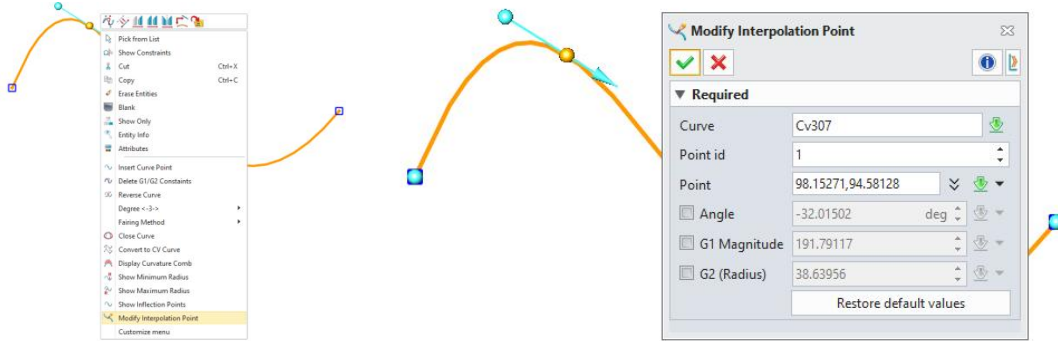 Pick from List
Show Constraints
Cut Ctrl+X
Copy Ctrl+C
Erase Entities
Blank
Show Only
Entity Info
Attributes
Insert Curve Point
Delete G1/G2 Constaints
Reverse Curve
Degree <-3->
Fairing Method
Close Curve
Convert to CV Curve
Display Curvature Comb
Show Minimum Radius
Show Maximum Radius
Show Inflection Points
Modify Interpolation Point
Customize menu
Modify Interpolation Point
Required
Curve Cv307
Point id 1
Point 98.15271,94.58128
Angle -32.01502 deg
G1 Magnitude 191.79117
G2 (Radius) 38.63956
Restore default values